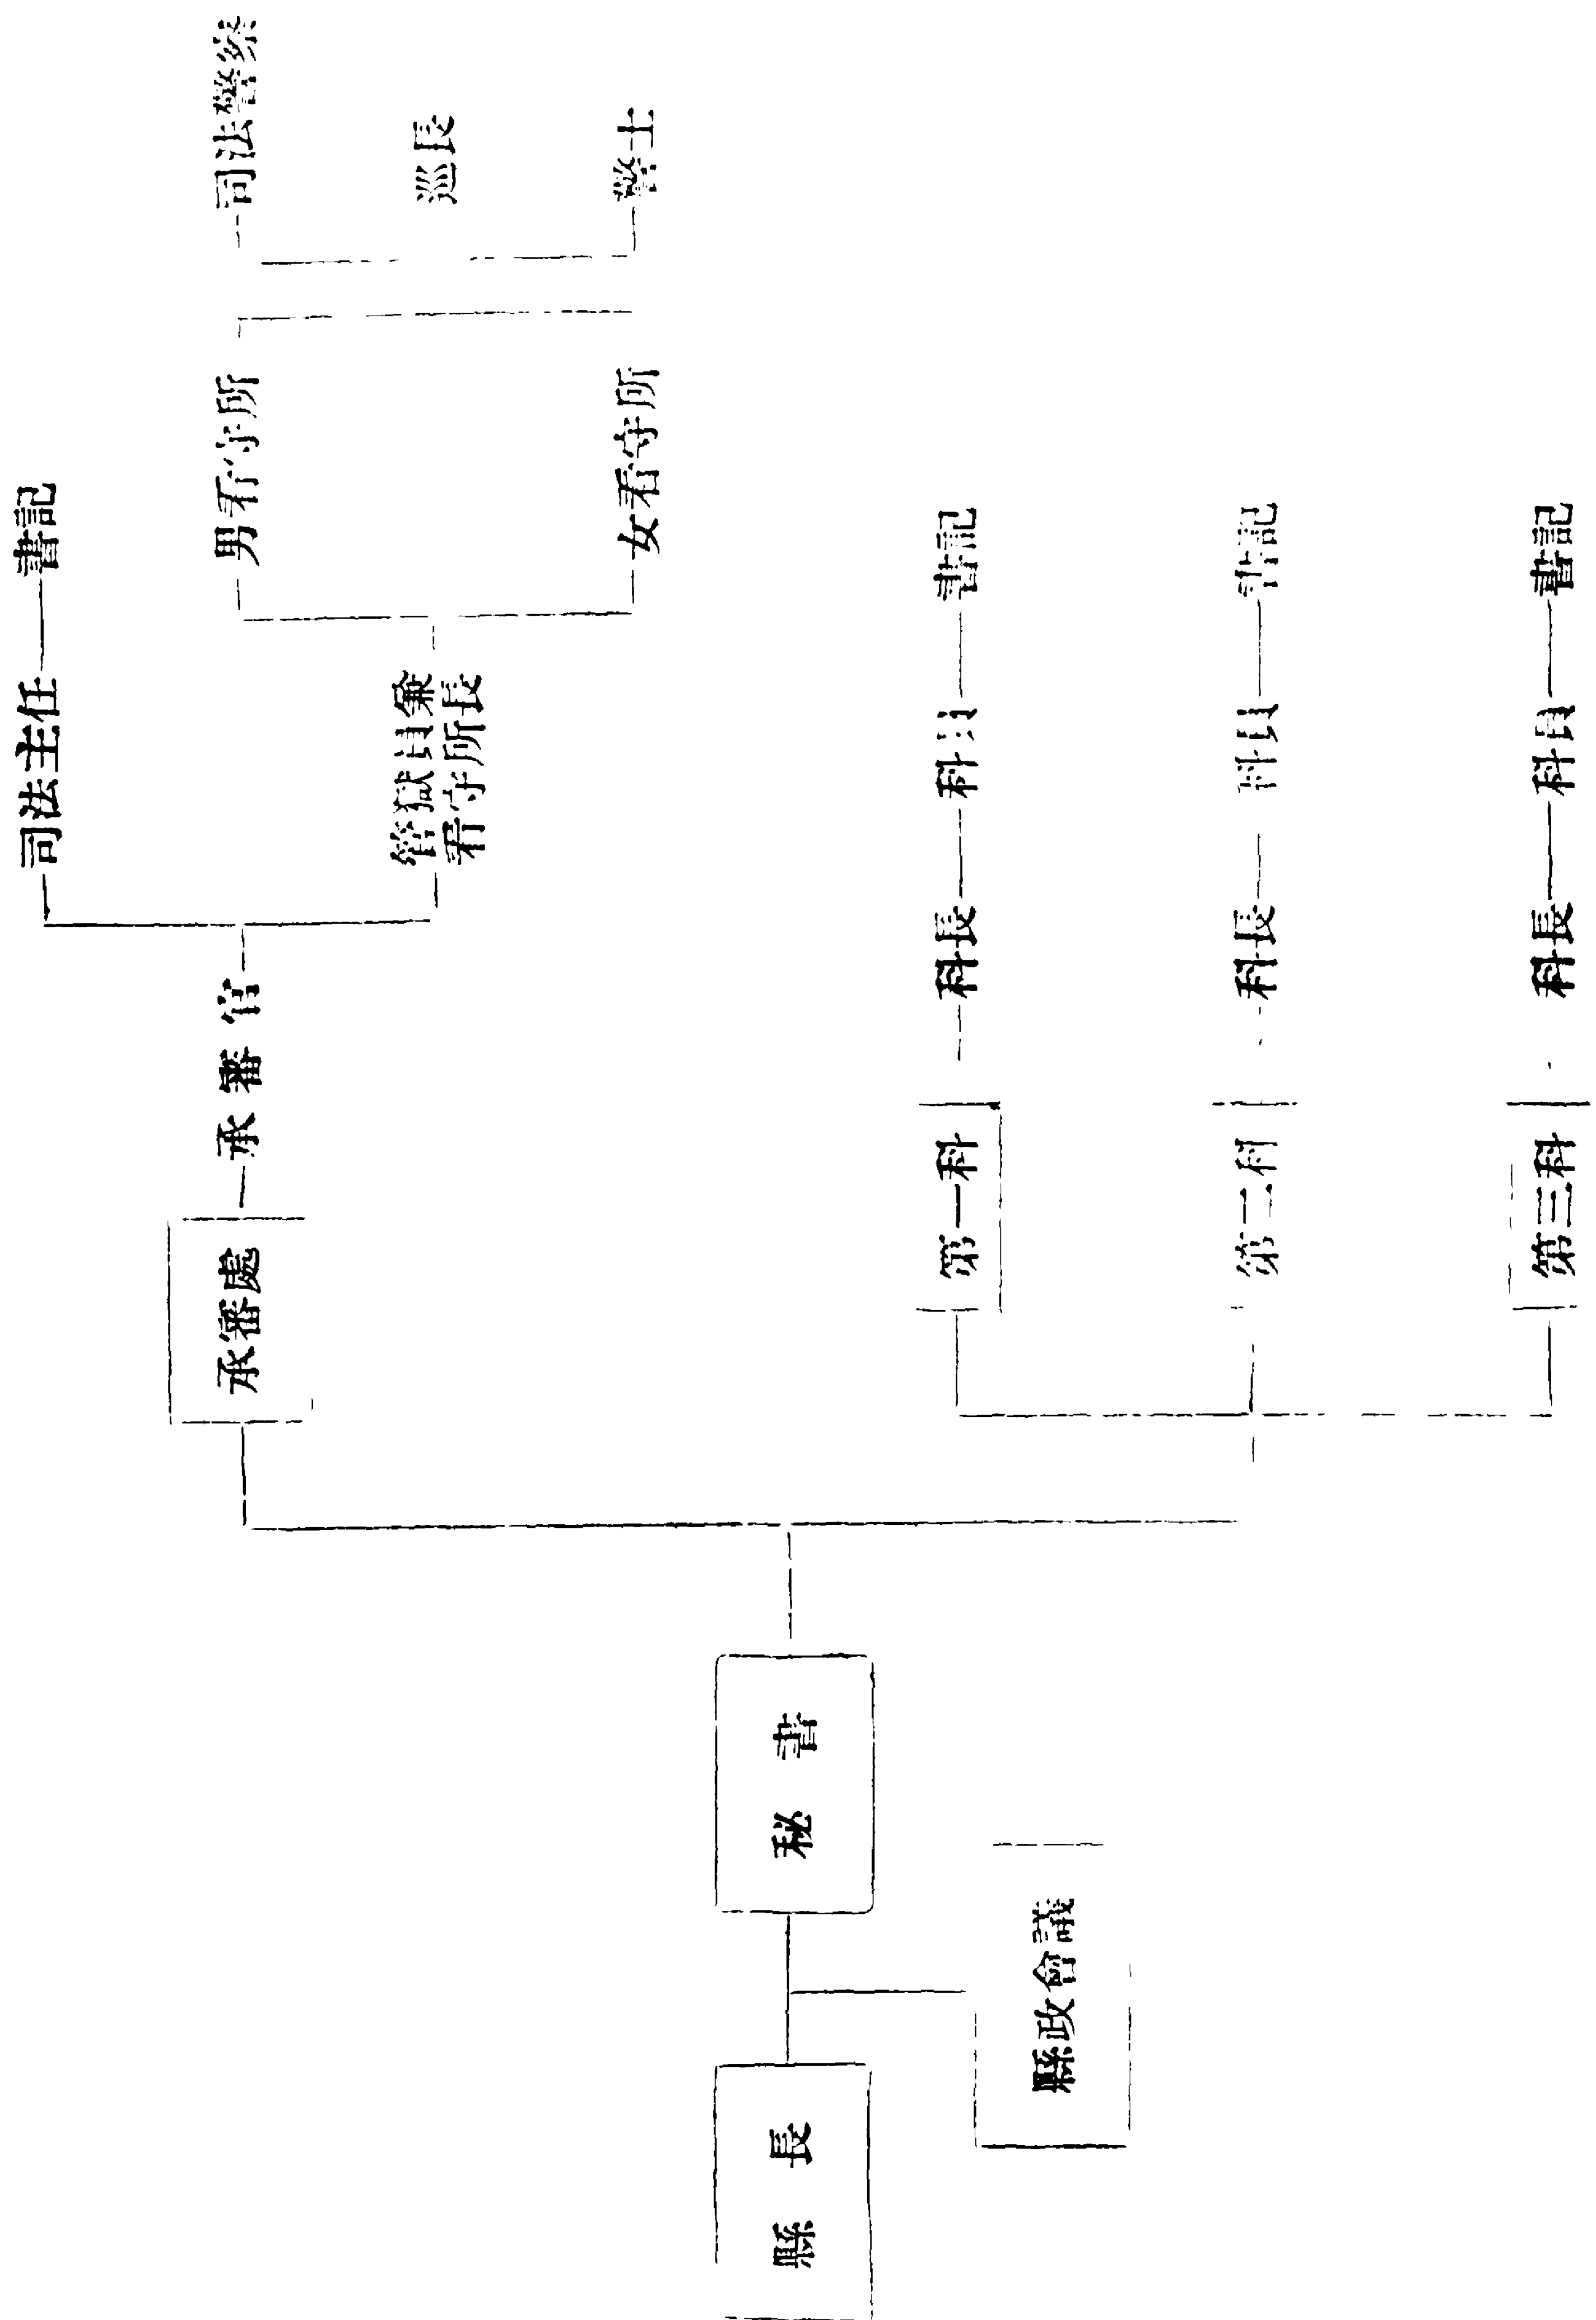 縣長
縣政會議
秘書
承審處
承審官
司法主任
書記
管獄員兼
看守所長
男看守所
女看守所
司法警察
巡長
警士
第一科
科長
科員
書記
第二科
科長
科員
書記
第三科
科長
科員
書記